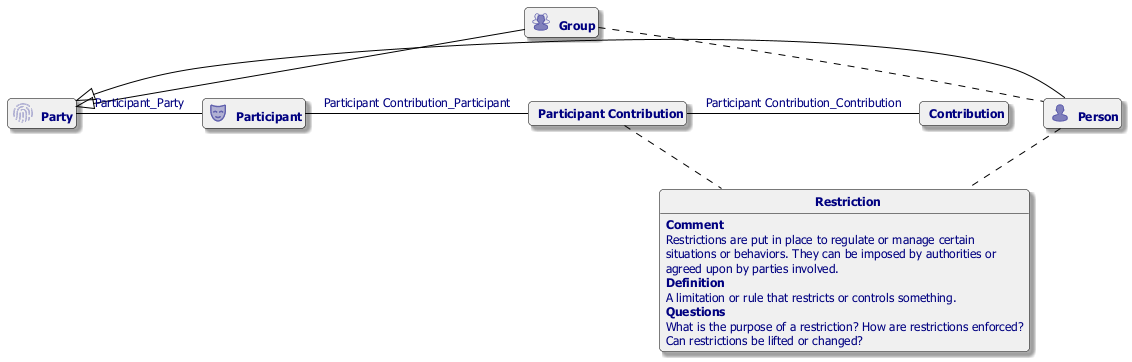 Group
Participant_Party
Participant Contribution_Participant
Participant Contribution_Contribution
Party
Participant
Participant Contribution
Contribution
Person
Restriction
Comment
Restrictions are put in place to regulate or manage certain
situations or behaviors. They can be imposed by authorities or
agreed upon by parties involved.
Definition
A limitation or rule that restricts or controls something.
Questions
What is the purpose of a restriction? How are restrictions enforced?
Can restrictions be lifted or changed?